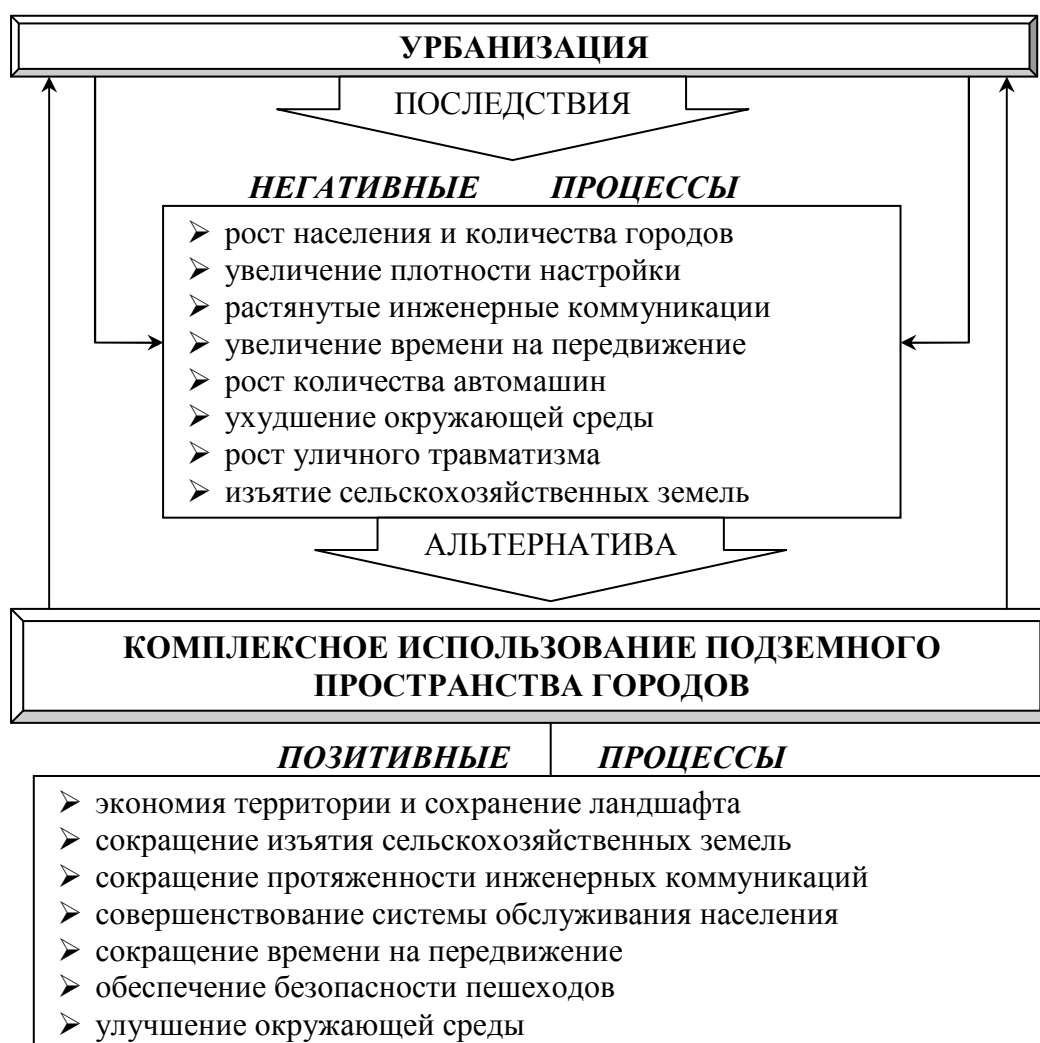 УРБАНИЗАЦИЯ
ПОСЛЕДСТВИЯ
НЕГАТИВНЫЕ ПРОЦЕССЫ
➢ рост населения и количества городов
➢ увеличение плотности настройки
➢ растянутые инженерные коммуникации
➢ увеличение времени на передвижение
➢ рост количества автомашин
➢ ухудшение окружающей среды
➢ рост уличного травматизма
➢ изъятие сельскохозяйственных земель
АЛЬТЕРНАТИВА
КОМПЛЕКСНОЕ ИСПОЛЬЗОВАНИЕ ПОДЗЕМНОГО
ПРОСТРАНСТВА ГОРОДОВ
ПОЗИТИВНЫЕ ПРОЦЕССЫ
➢ экономия территории и сохранение ландшафта
➢ сокращение изъятия сельскохозяйственных земель
➢ сокращение протяженности инженерных коммуникаций
➢ совершенствование системы обслуживания населения
➢ сокращение времени на передвижение
➢ обеспечение безопасности пешеходов
➢ улучшение окружающей среды